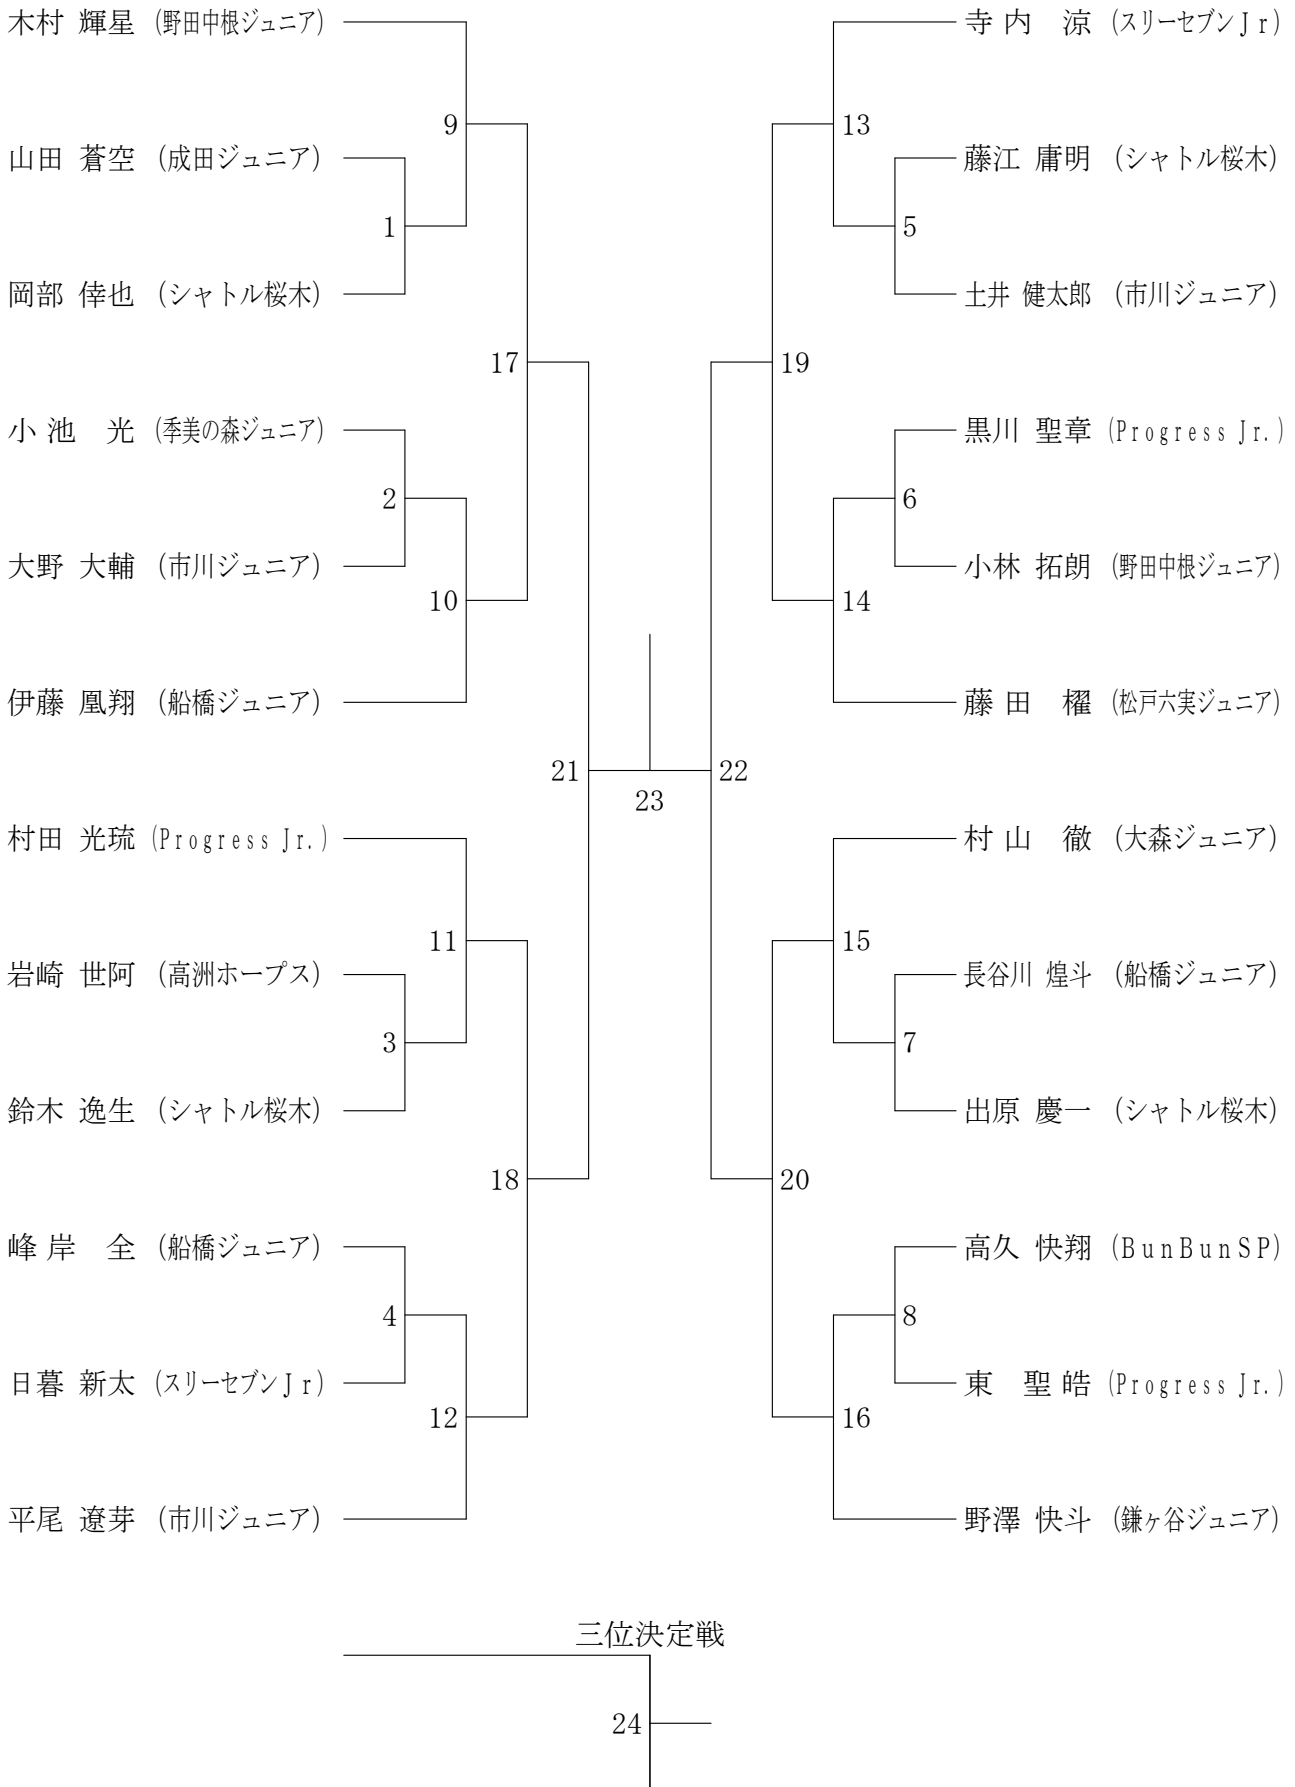 木村 輝星 (野田中根ジュニア)
9
山田 蒼空 (成田ジュニア)
1
岡部 倖也 (シャトル桜木)
17
小池 光 (季美の森ジュニア)
2
大野 大輔 (市川ジュニア)
10
伊藤 凰翔 (船橋ジュニア)
21
村田 光琉 (Progress Jr.)
11
岩崎 世阿 (高洲ホープス)
3
鈴木 逸生 (シャトル桜木)
18
峰岸 全 (船橋ジュニア)
4
日暮 新太 (スリーセブンJr)
12
平尾 遼芽 (市川ジュニア)
23
寺内 涼 (スリーセブンJr)
13
藤江 庸明 (シャトル桜木)
5
土井 健太郎 (市川ジュニア)
19
黒川 聖章 (Progress Jr.)
6
小林 拓朗 (野田中根ジュニア)
14
藤田 櫂 (松戸六実ジュニア)
22
村山 徹 (大森ジュニア)
15
長谷川 煌斗 (船橋ジュニア)
7
出原 慶一 (シャトル桜木)
20
高久 快翔 (BunBunSP)
8
東 聖皓 (Progress Jr.)
16
野澤 快斗 (鎌ヶ谷ジュニア)
三位決定戦
24